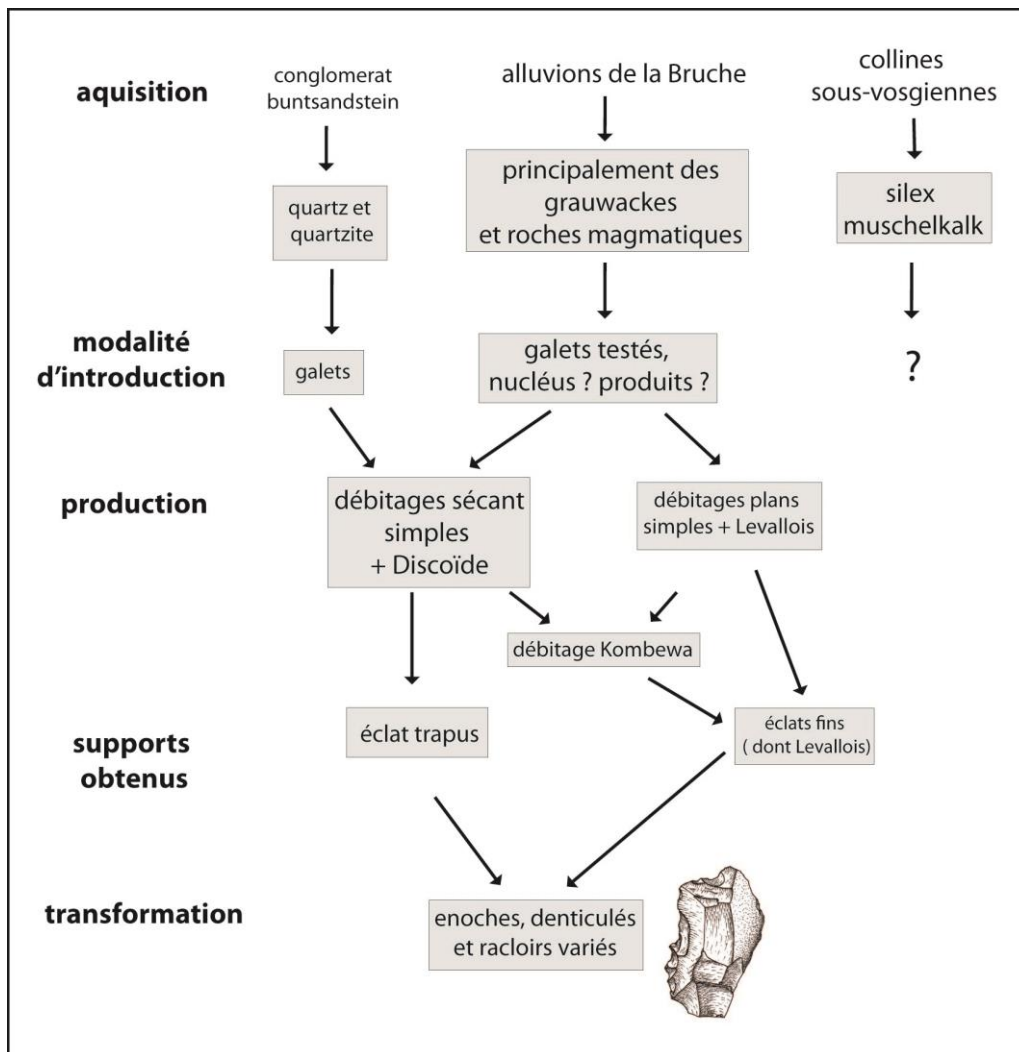 aquisition
conglomerat
buntsandstein
alluvions de la Bruche
collines
sous-vosgiennes
quartz et
quartzite
principalement des
grauwackes
et roches magmatiques
silex
muschelkalk
modalité
d'introduction
galets
galets testés,
nucléus ? produits ?
?
production
débitages sécant
simples
+ Discoïde
débitages plans
simples + Levallois
débitage Kombewa
supports
obtenus
éclat trapus
éclats fins
( dont Levallois)
transformation
enoches, denticulés
et racloirs variés